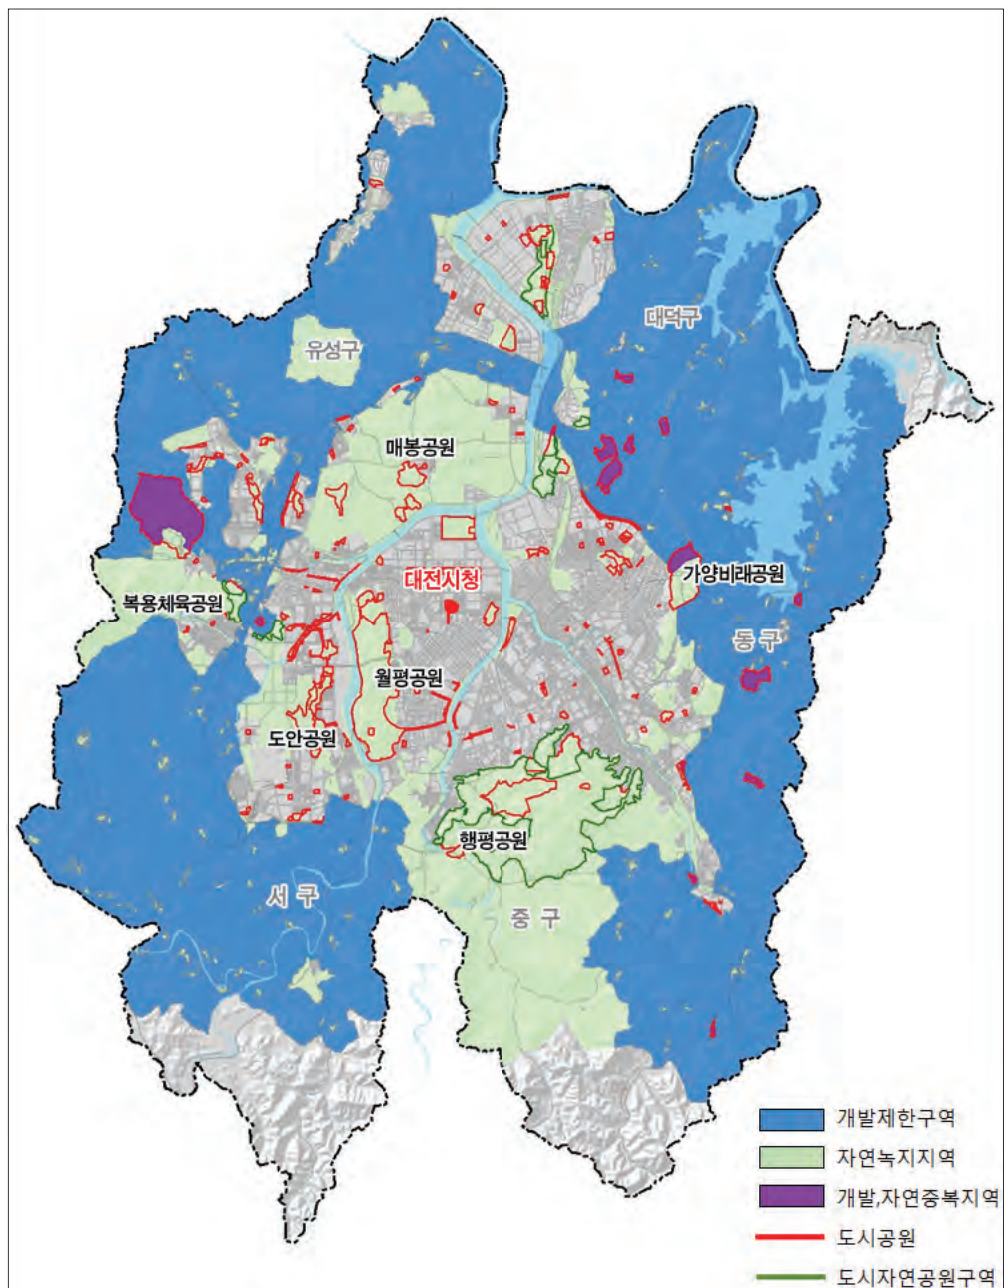 대덕구
유성구
매봉공원
대전시청
가양비래공원
복용체육공원
동구
월평공원
도안공원
행평공원
서구
중구
개발제한구역
자연녹지지역
개발,자연중복지역
도시공원
도시자연공원구역